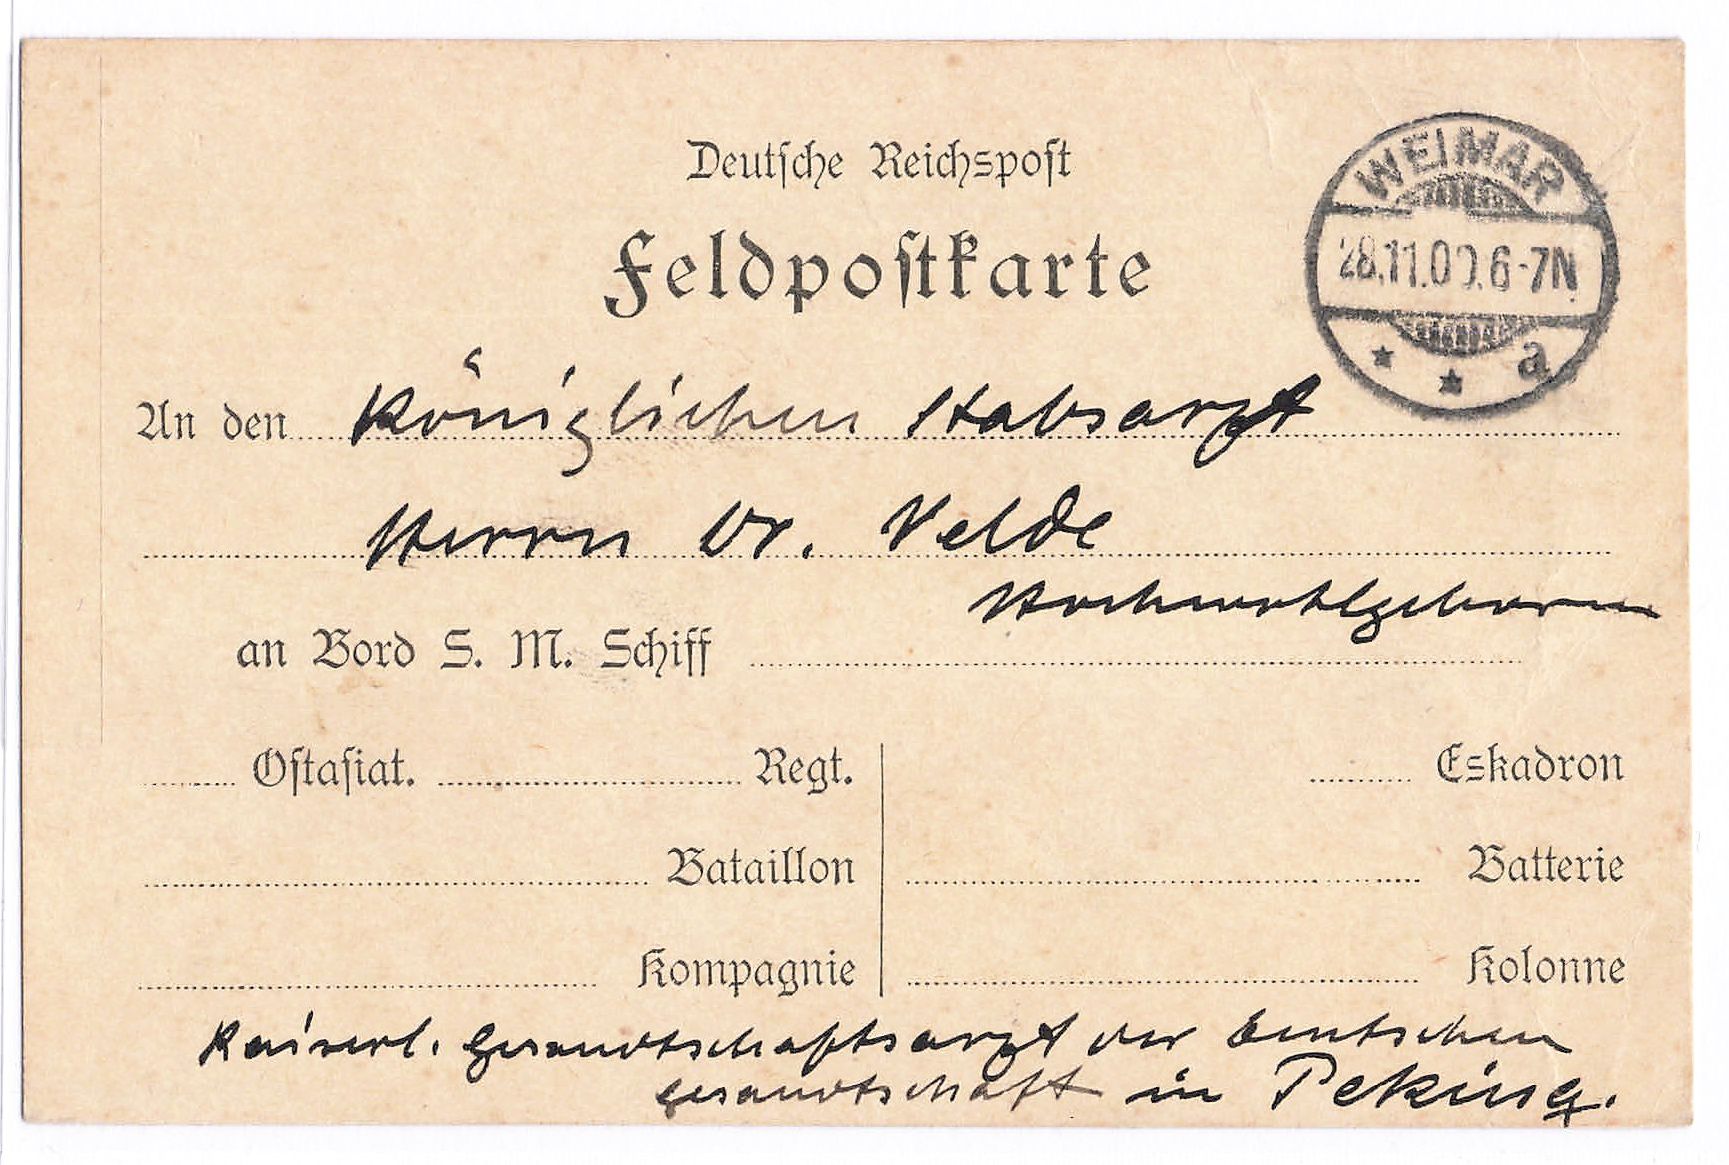 Deutsche Reichspost
Feldpostkarte
WEIMAR
28.11.00.6-7N
* * a
An den Königlichen Stabsarzt
Herrn Dr. Velde
Hochwohlgeboren
an Bord S. M. Schiff
Ostasiat. Regt.
Eskadron
Bataillon
Batterie
Kompagnie
Kolonne
Kaiserl. Gesandtschaftsarzt der Deutschen
Gesandtschaft in Peking.